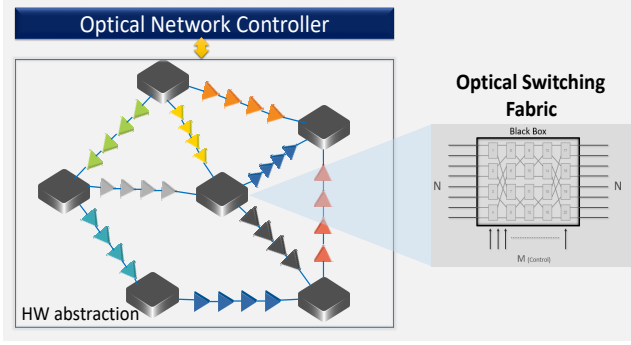 Optical Network Controller
Optical Switching
Fabric
Black Box
N
N
M (Control)
HW abstraction